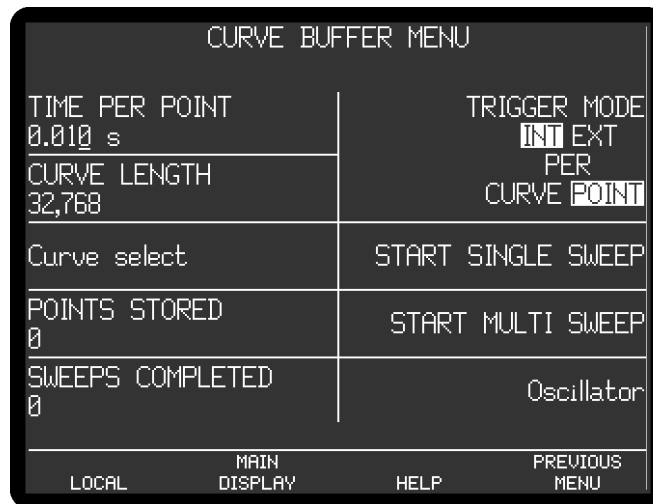 CURVE BUFFER MENU
TIME PER POINT
0.010 s
CURVE LENGTH
32,768
Curve select
POINTS STORED
0
SWEEPS COMPLETED
0
TRIGGER MODE
INT EXT
PER
CURVE POINT
START SINGLE SWEEP
START MULTI SWEEP
Oscillator
LOCAL
MAIN
DISPLAY
HELP
PREVIOUS
MENU